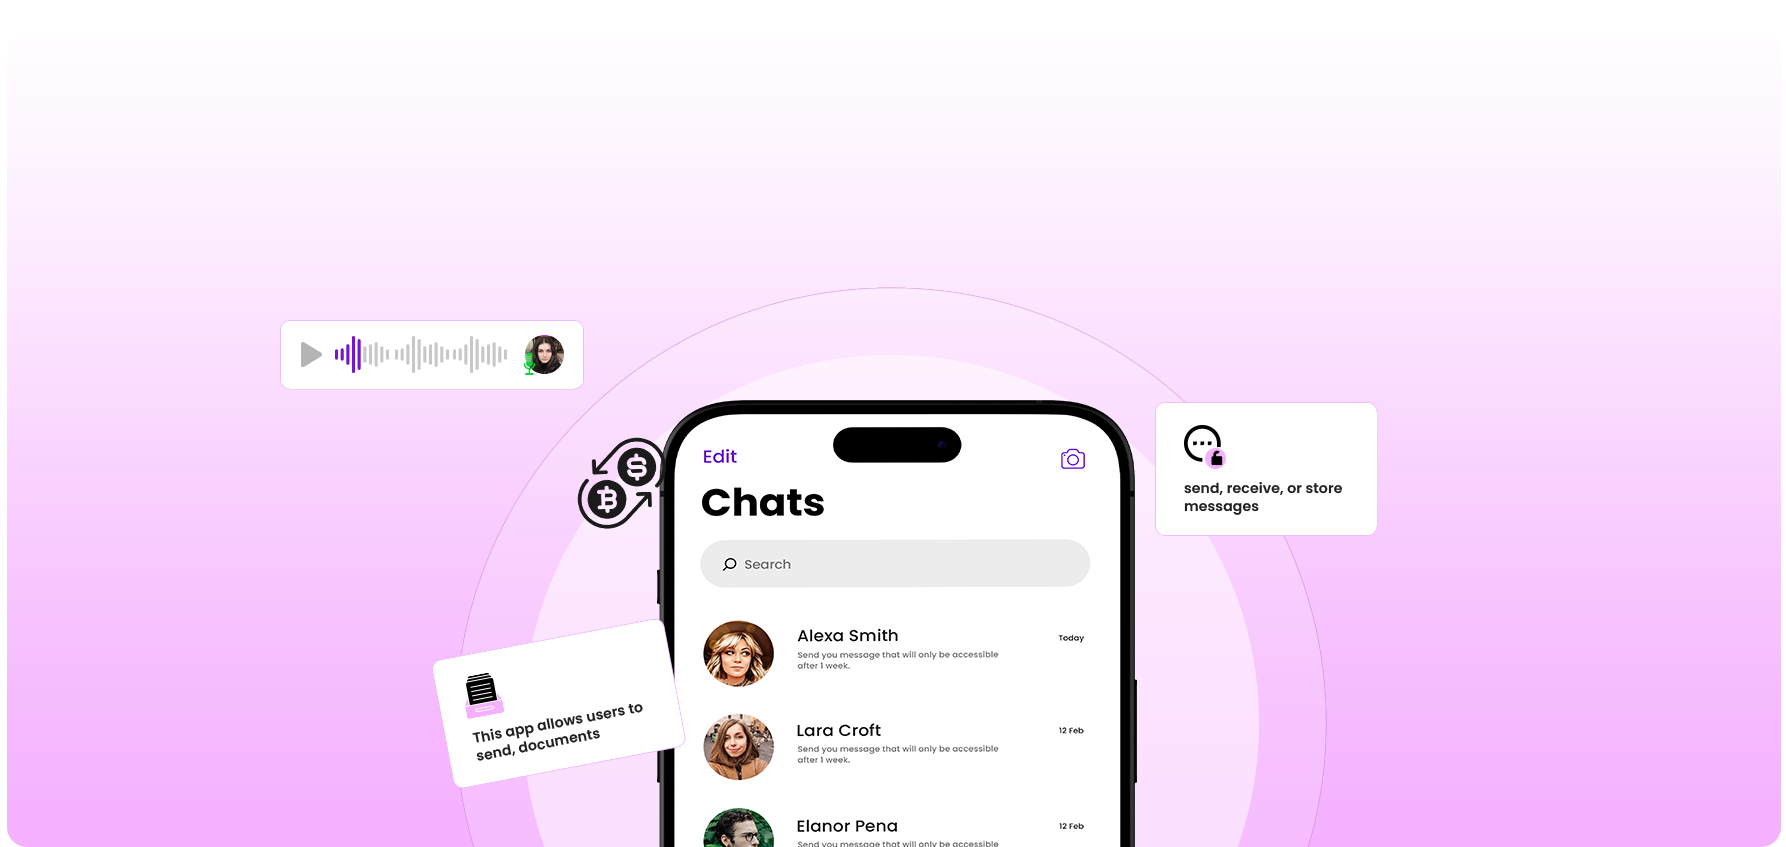 Edit
Chats
Search
Alexa Smith
Today
Send you message that will only be accessible
after 1 week.
Lara Croft
12 Feb
Send you message that will only be accessible
after 1 week.
Elanor Pena
12 Feb
Send you message that will only be accessible
send, receive, or store
messages
This app allows users to
send, documents